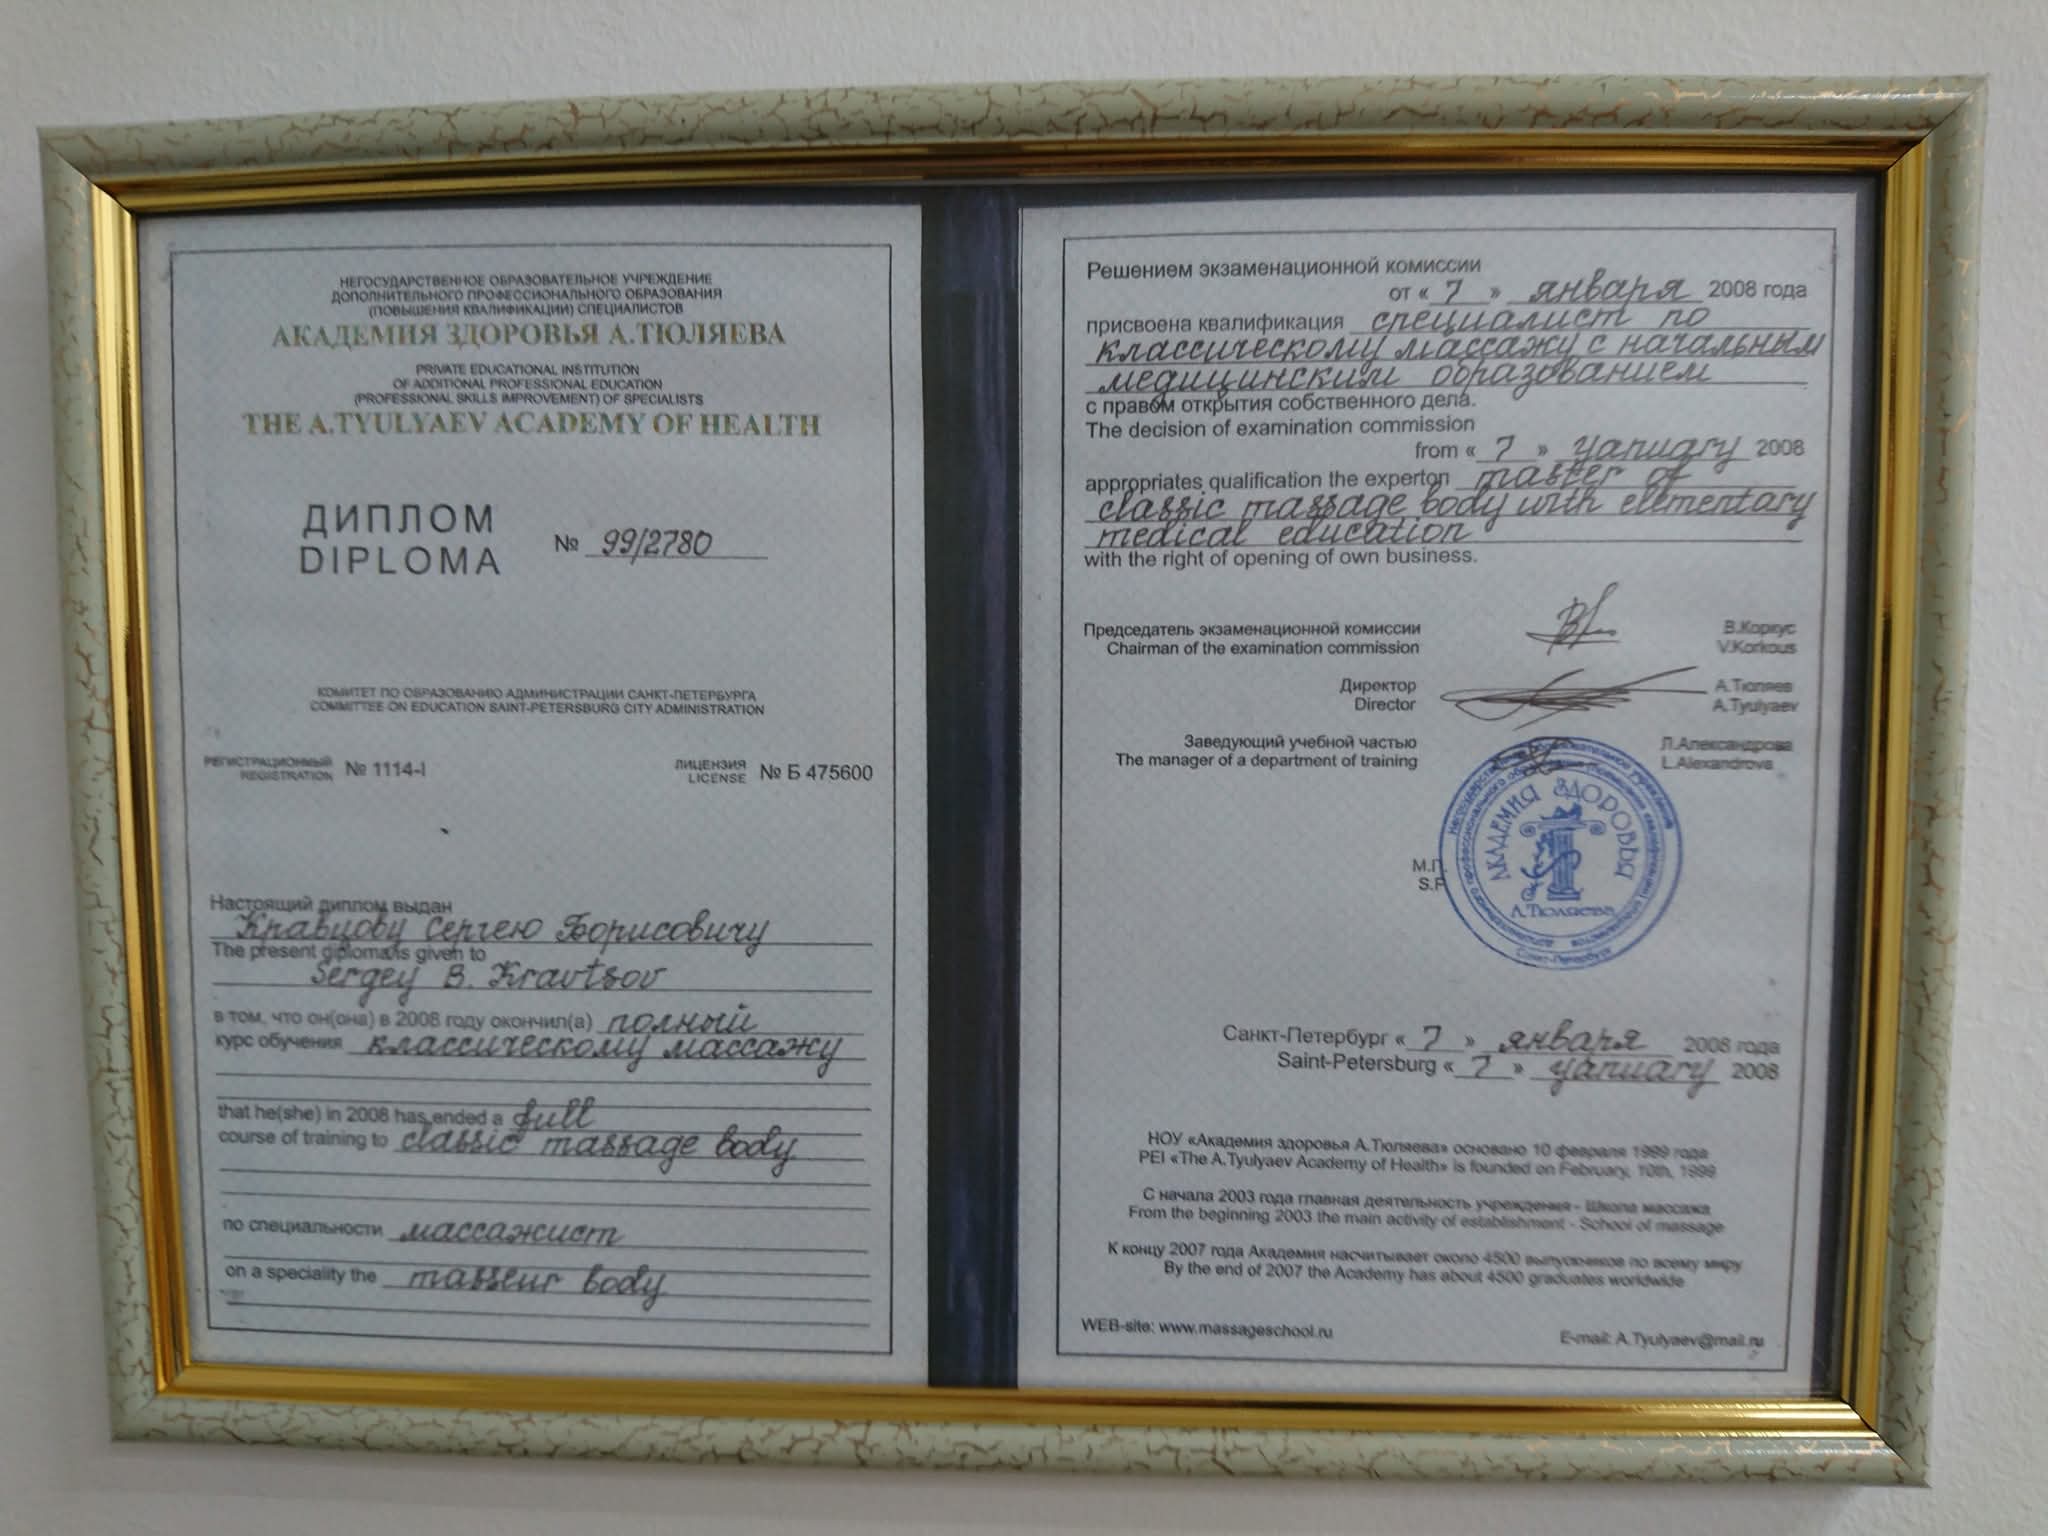 НЕГОСУДАРСТВЕННОЕ ОБРАЗОВАТЕЛЬНОЕ УЧРЕЖДЕНИЕ
ДОПОЛНИТЕЛЬНОГО ПРОФЕССИОНАЛЬНОГО ОБРАЗОВАНИЯ
(ПОВЫШЕНИЯ КВАЛИФИКАЦИИ) СПЕЦИАЛИСТОВ
АКАДЕМИЯ ЗДОРОВЬЯ А.ТЮЛЯЕВА
PRIVATE EDUCATIONAL INSTITUTION
OF ADDITIONAL PROFESSIONAL EDUCATION
(PROFESSIONAL SKILLS IMPROVEMENT) OF SPECIALISTS
THE A.TYULYAEV ACADEMY OF HEALTH
ДИПЛОМ
DIPLOMA
№ 99/2780
КОМИТЕТ ПО ОБРАЗОВАНИЮ АДМИНИСТРАЦИИ САНКТ-ПЕТЕРБУРГА
COMMITTEE ON EDUCATION SAINT-PETERSBURG CITY ADMINISTRATION
РЕГИСТРАЦИОННЫЙ
REGISTRATION № 1114-I
ЛИЦЕНЗИЯ
LICENSE № Б 475600
Настоящий диплом выдан
Кравцову Сергею Борисовичу
The present diploma is given to
Sergey B. Kravtsov
в том, что он(она) в 2008 году окончил(а) полный
курс обучения классическому массажу
that he(she) in 2008 has ended a full
course of training to classic massage body
по специальности массажист
on a speciality the masseur body
Решением экзаменационной комиссии
от « 7 » января 2008 года
присвоена квалификация специалист по
классическому массажу с начальным
медицинским образованием
с правом открытия собственного дела.
The decision of examination commission
from « 7 » yanuary 2008
appropriates qualification the experton master of
classic massage body with elementary
medical education
with the right of opening of own business.
Председатель экзаменационной комиссии В.Коркус
Chairman of the examination commission V.Korkous
Директор А.Тюляев
Director A.Tyulyaev
Заведующий учебной частью Л.Александрова
The manager of a department of training L.Alexandrova
М.П.
S.P
АКАДЕМИЯ ЗДОРОВЬЯ
А.Тюляева
Санкт-Петербург
Санкт-Петербург « 7 » января 2008 года
Saint-Petersburg « 7 » yanuary 2008
НОУ «Академия здоровья А.Тюляева» основано 10 февраля 1999 года
PEI «The A.Tyulyaev Academy of Health» is founded on February, 10th, 1999
С начала 2003 года главная деятельность учреждения - Школа массажа
From the beginning 2003 the main activity of establishment - School of massage
К концу 2007 года Академия насчитывает около 4500 выпускников по всему миру
By the end of 2007 the Academy has about 4500 graduates worldwide
WEB-site: www.massageschool.ru
E-mail: A.Tyulyaev@mail.ru